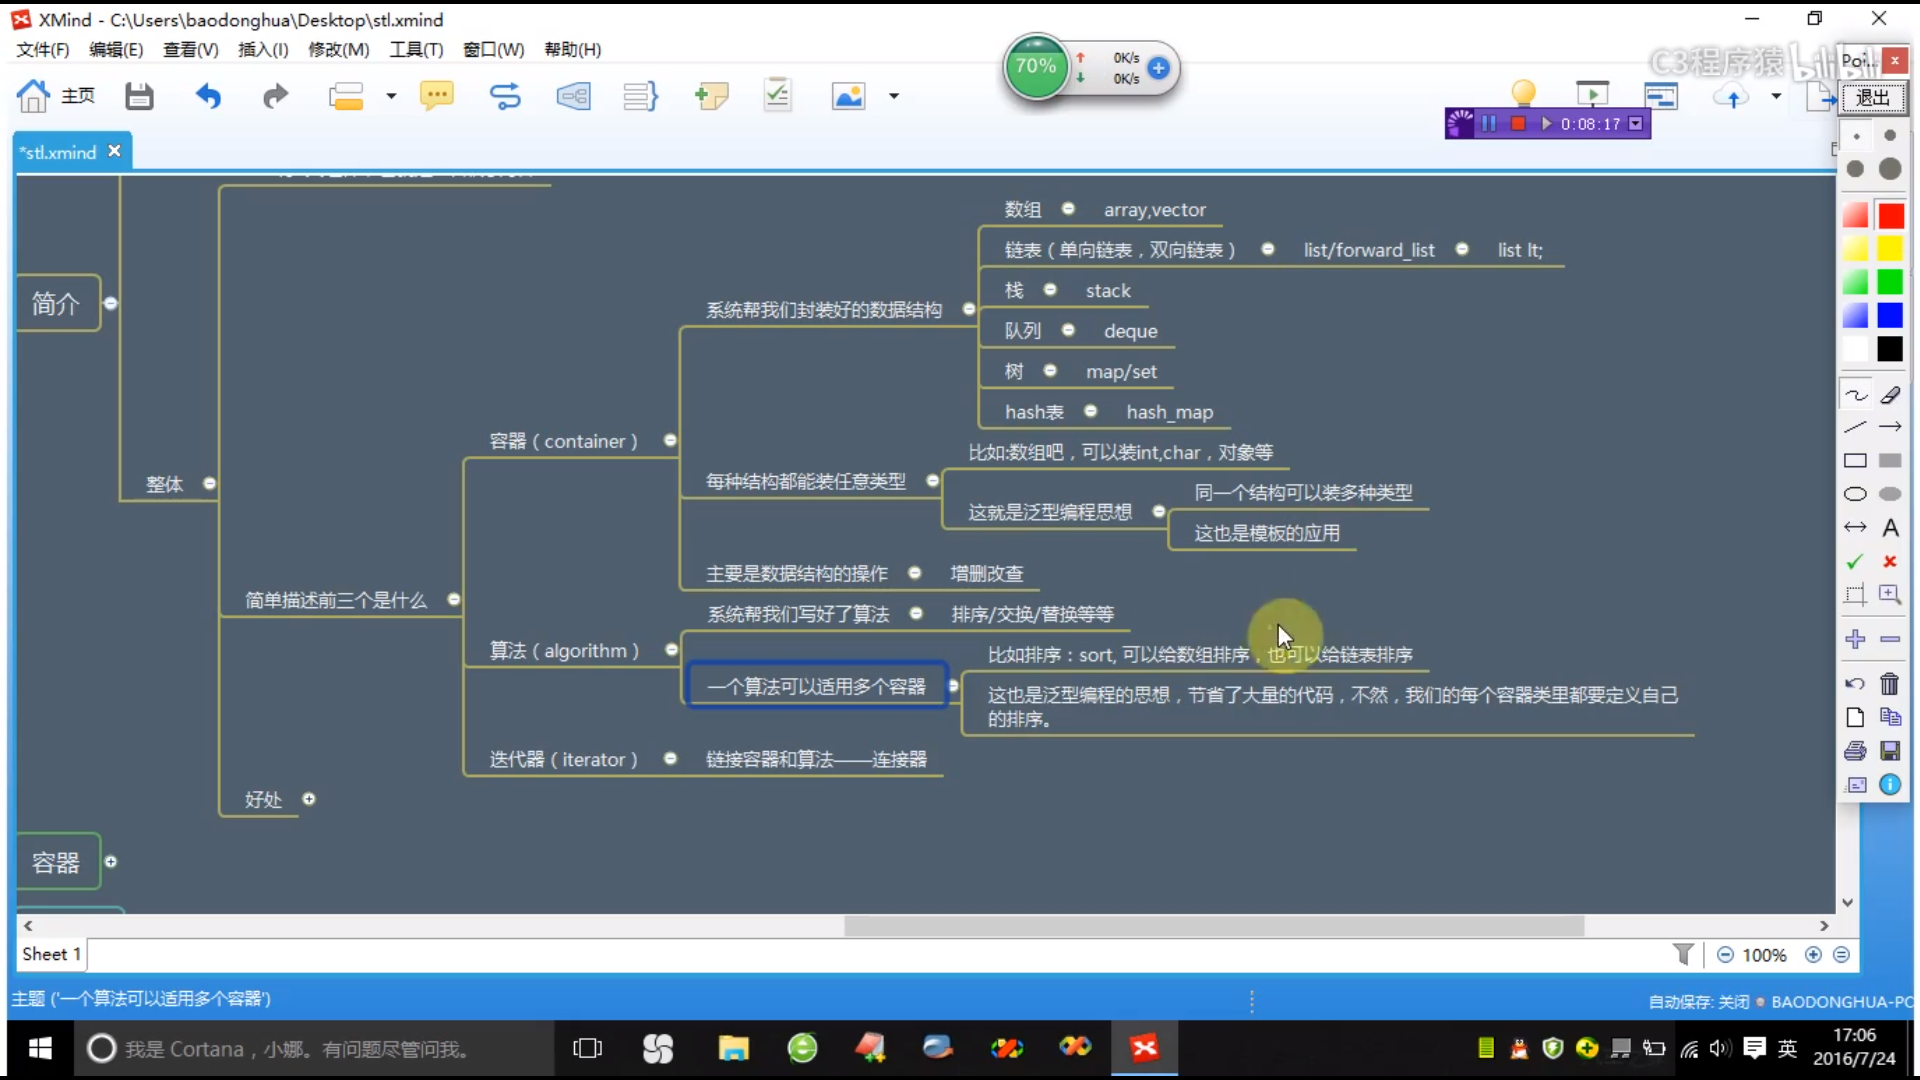 XMind - C:\Users\baodonghua\Desktop\stl.xmind
文件(F) 编辑(E) 查看(V) 插入(I) 修改(M) 工具(T) 窗口(W) 帮助(H)
70% 0K/s
0K/s
C3程序猿 bilibili
Poi...
主页
退出
0:08:17
*stl.xmind
数组 array,vector
链表（单向链表，双向链表） list/forward_list list lt;
栈 stack
系统帮我们封装好的数据结构
队列 deque
树 map/set
hash表 hash_map
简介
容器（container）
比如:数组吧，可以装int,char，对象等
每种结构都能装任意类型
同一个结构可以装多种类型
这就是泛型编程思想
这也是模板的应用
整体
主要是数据结构的操作 增删改查
简单描述前三个是什么
系统帮我们写好了算法 排序/交换/替换等等
算法（algorithm）
比如排序：sort, 可以给数组排序，也可以给链表排序
一个算法可以适用多个容器
这也是泛型编程的思想，节省了大量的代码，不然，我们的每个容器类里都要定义自己
的排序。
迭代器（iterator） 链接容器和算法——连接器
好处
容器
Sheet 1
100%
主题 ('一个算法可以适用多个容器')
自动保存: 关闭 BAODONGHUA-PC
我是 Cortana，小娜。有问题尽管问我。
英
17:06
2016/7/24